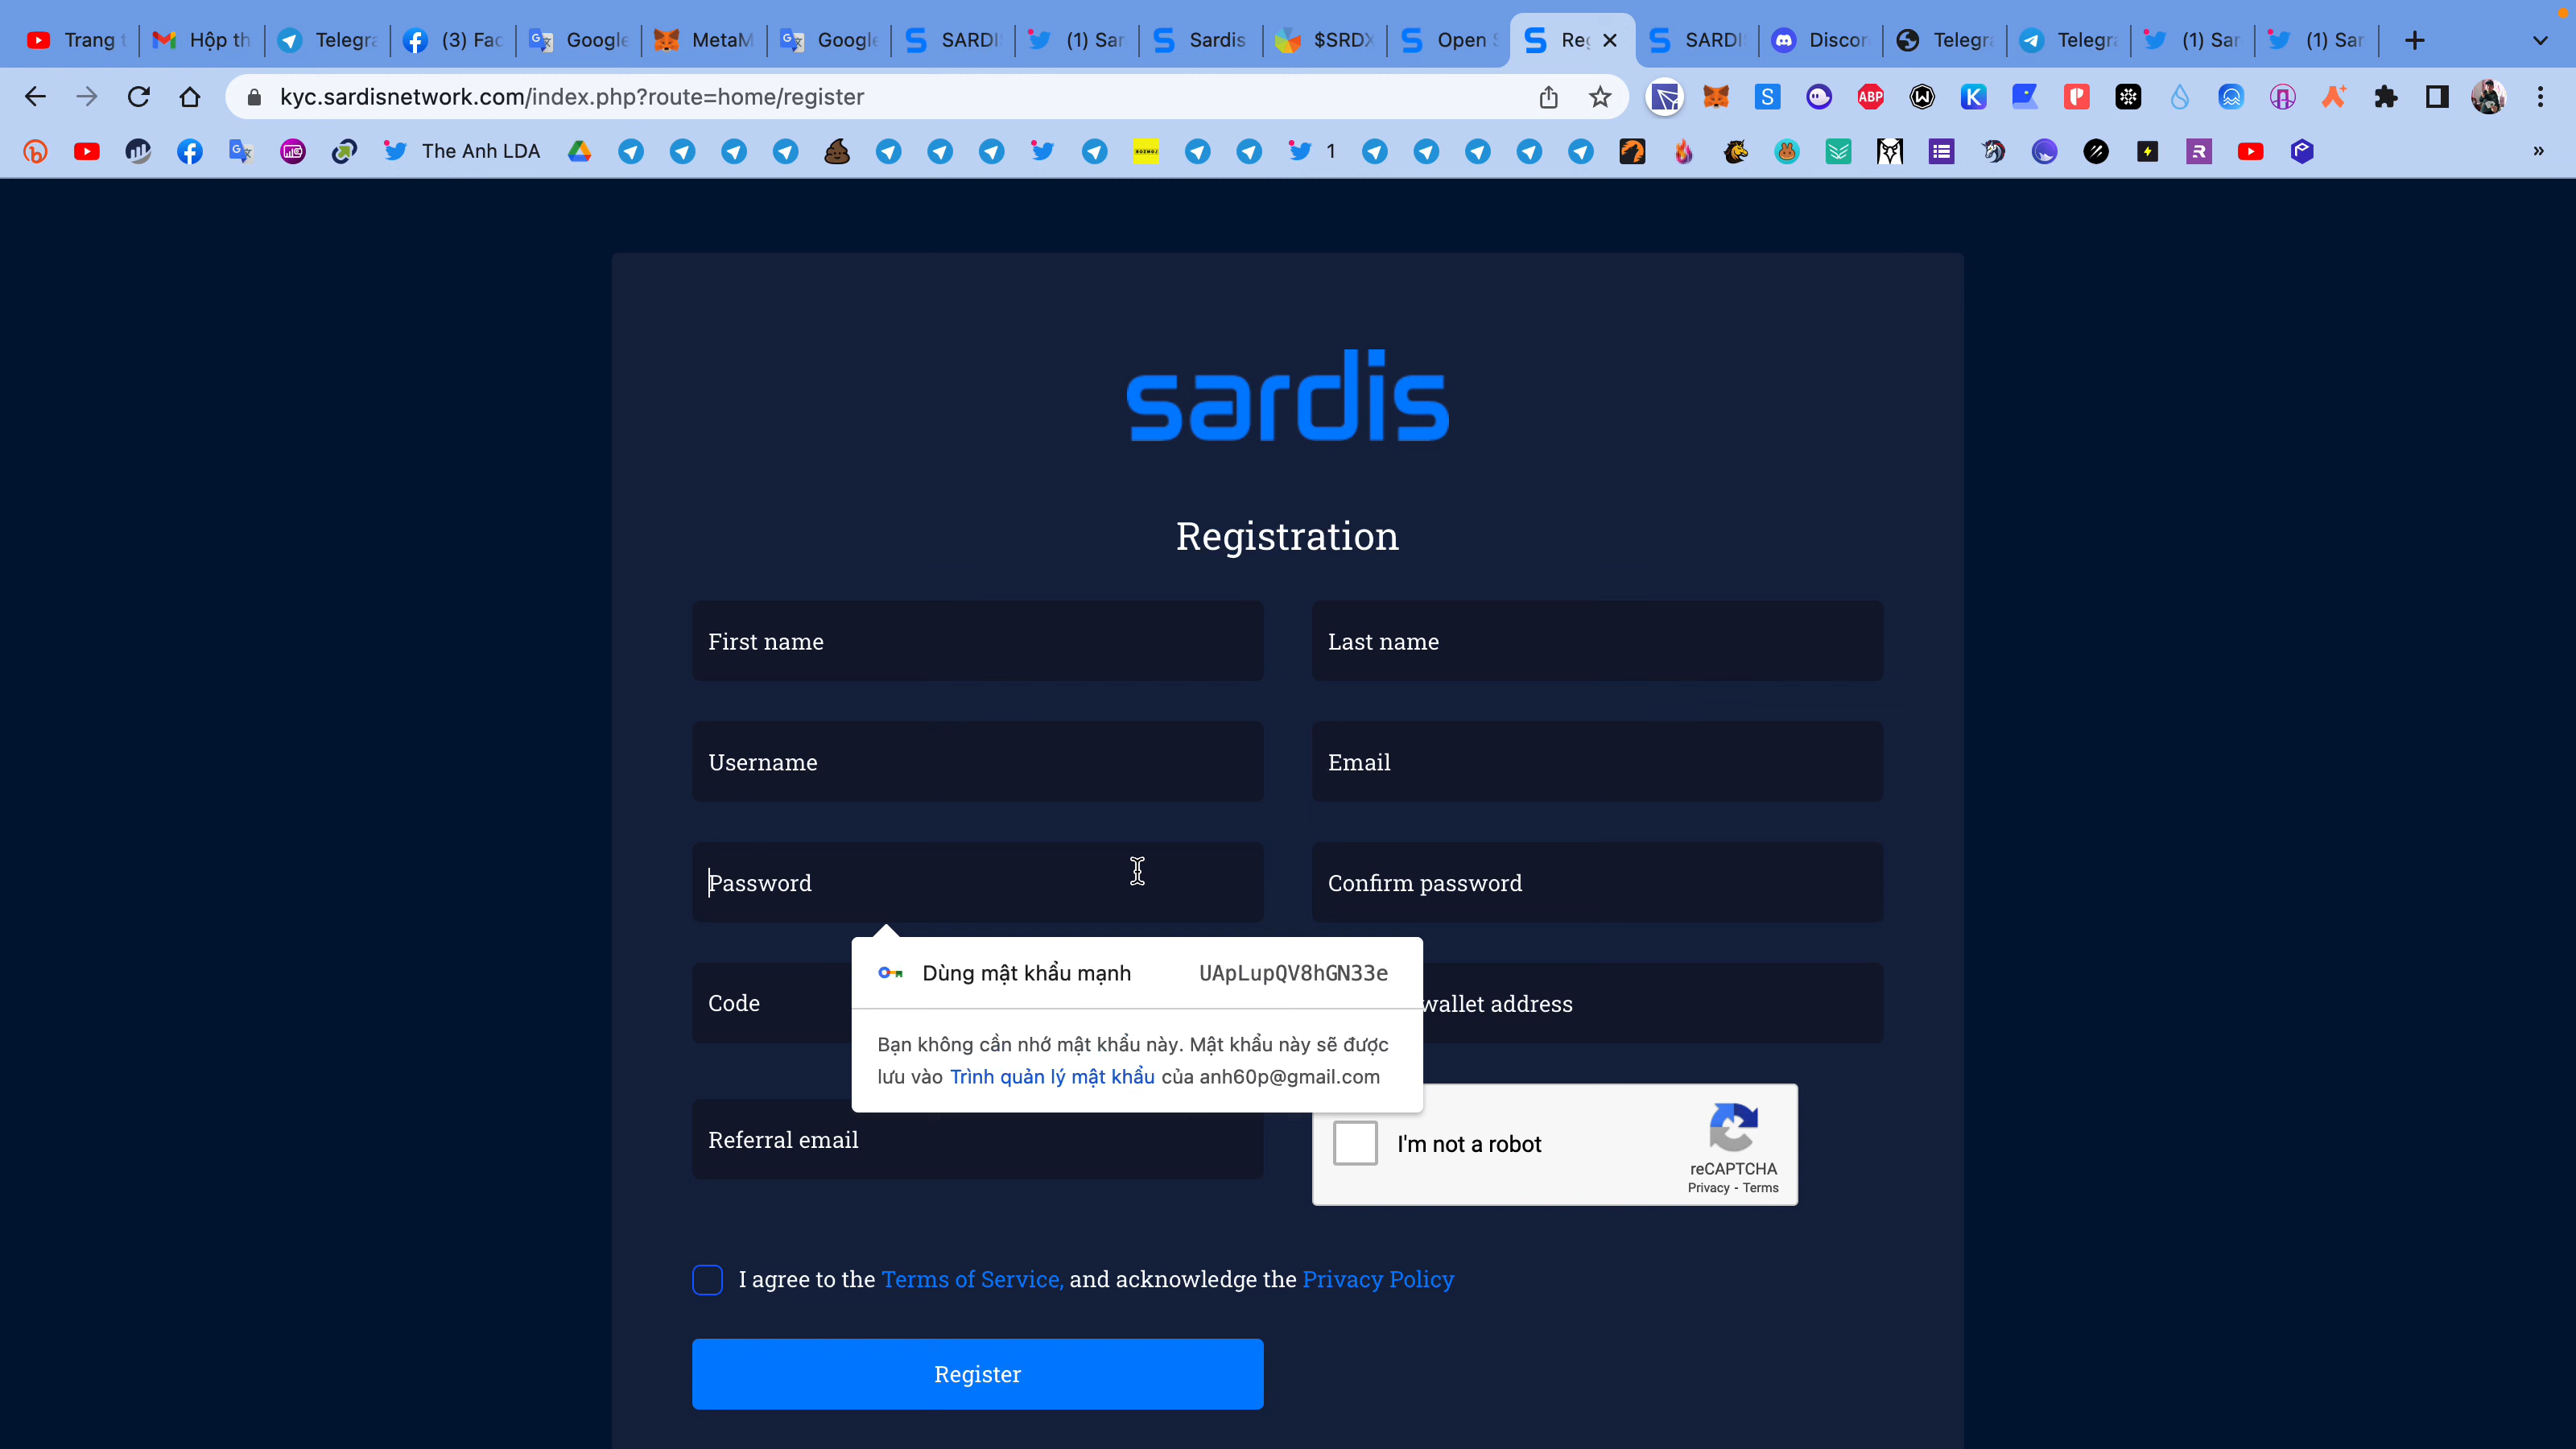 Trang t
Hộp th
Telegra
(3) Fac
Google
MetaM
Google
SARDI
(1) Sar
Sardis
$SRDX
Open S
Reg
SARDI
Discor
Telegra
Telegra
(1) Sar
(1) Sar
kyc.sardisnetwork.com/index.php?route=home/register
ABP
The Anh LDA
1
sardis
Registration
First name
Last name
Username
Email
Password
Confirm password
Dùng mật khẩu mạnh UApLupQV8hGN33e
Code
wallet address
Bạn không cần nhớ mật khẩu này. Mật khẩu này sẽ được
lưu vào Trình quản lý mật khẩu của anh60p@gmail.com
Referral email
I'm not a robot
reCAPTCHA
Privacy - Terms
I agree to the Terms of Service, and acknowledge the Privacy Policy
Register